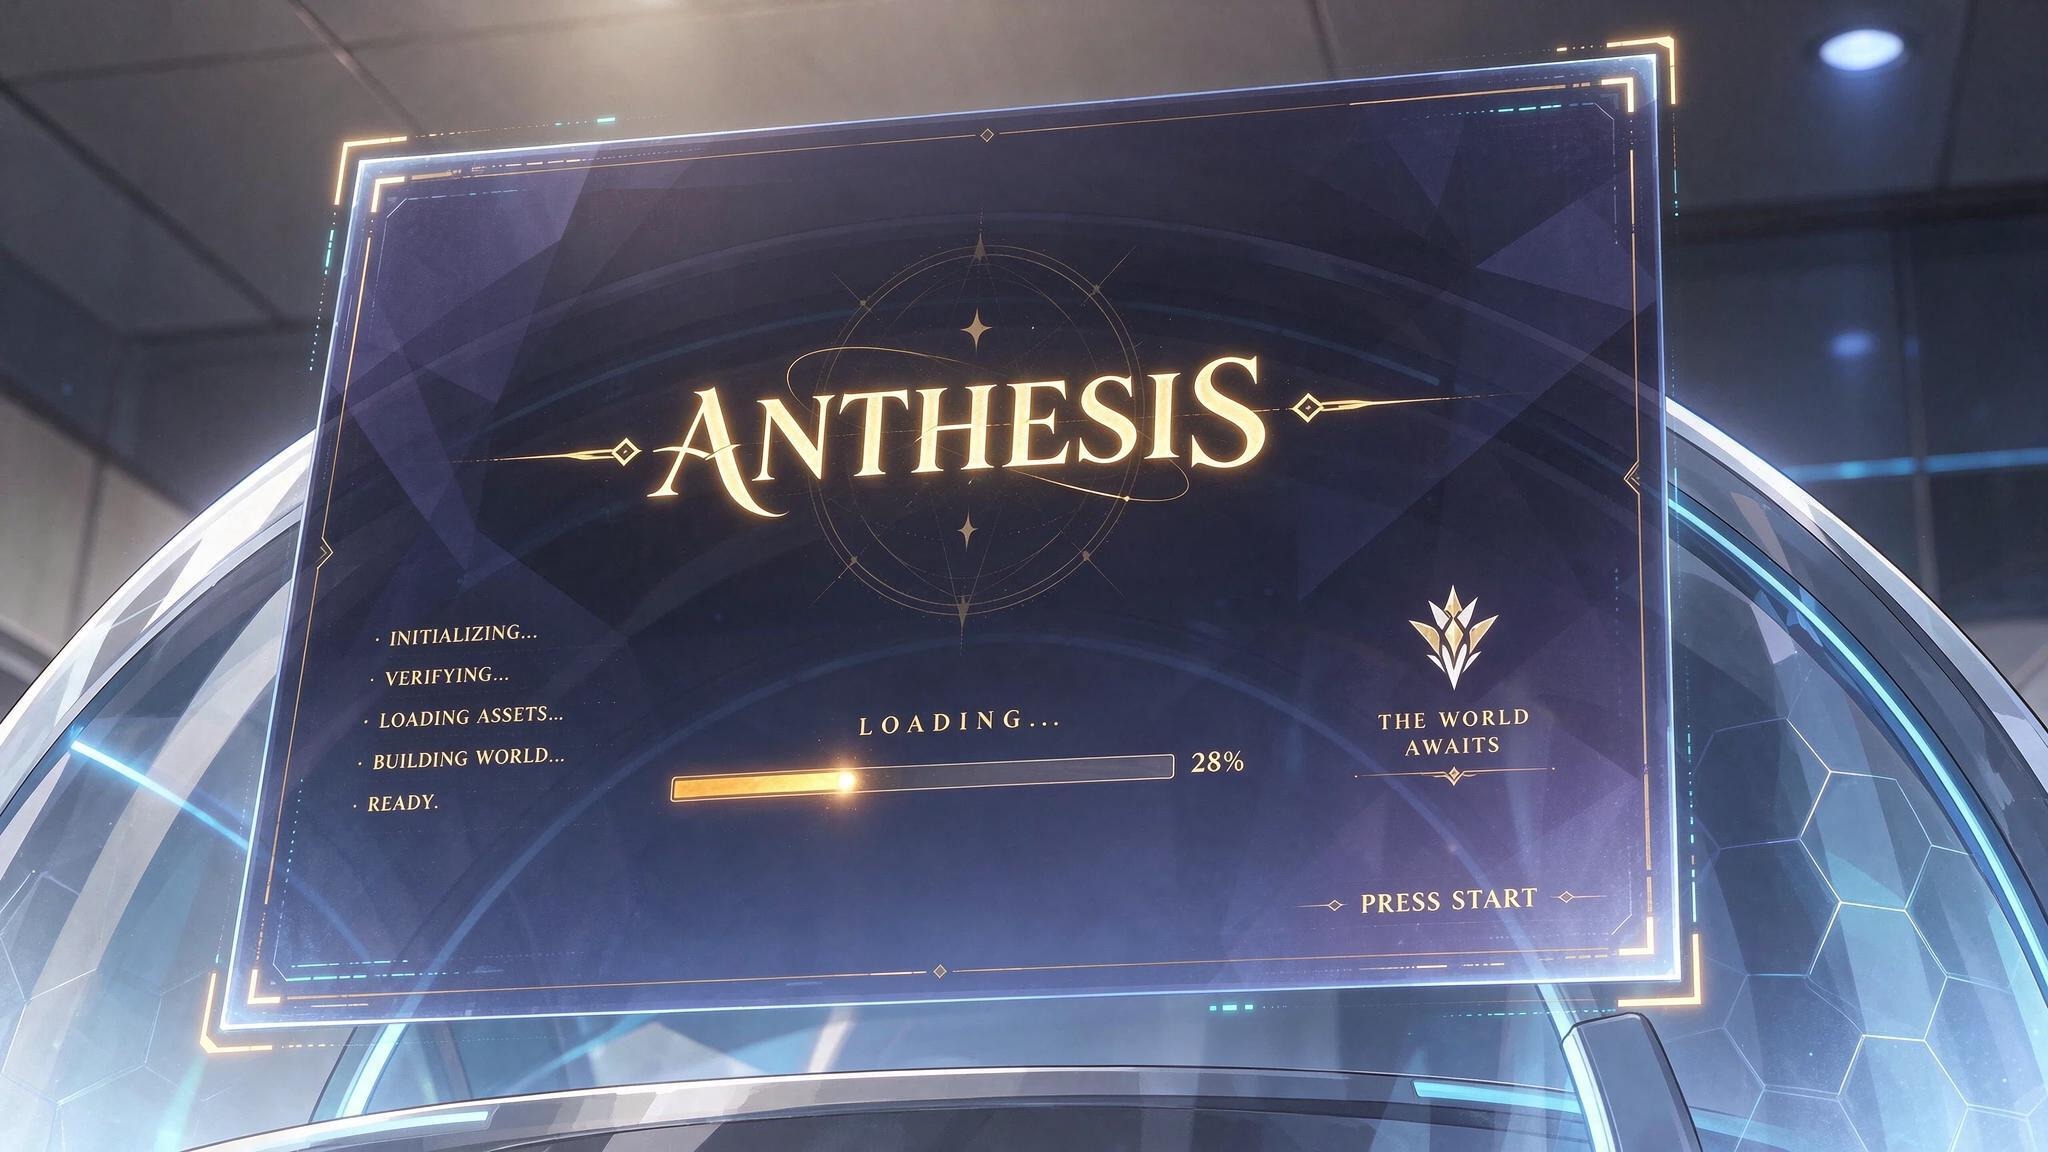 ANTHESIS
· INITIALIZING...
· VERIFYING...
· LOADING ASSETS...
· BUILDING WORLD...
· READY.
LOADING...
28%
THE WORLD
AWAITS
PRESS START